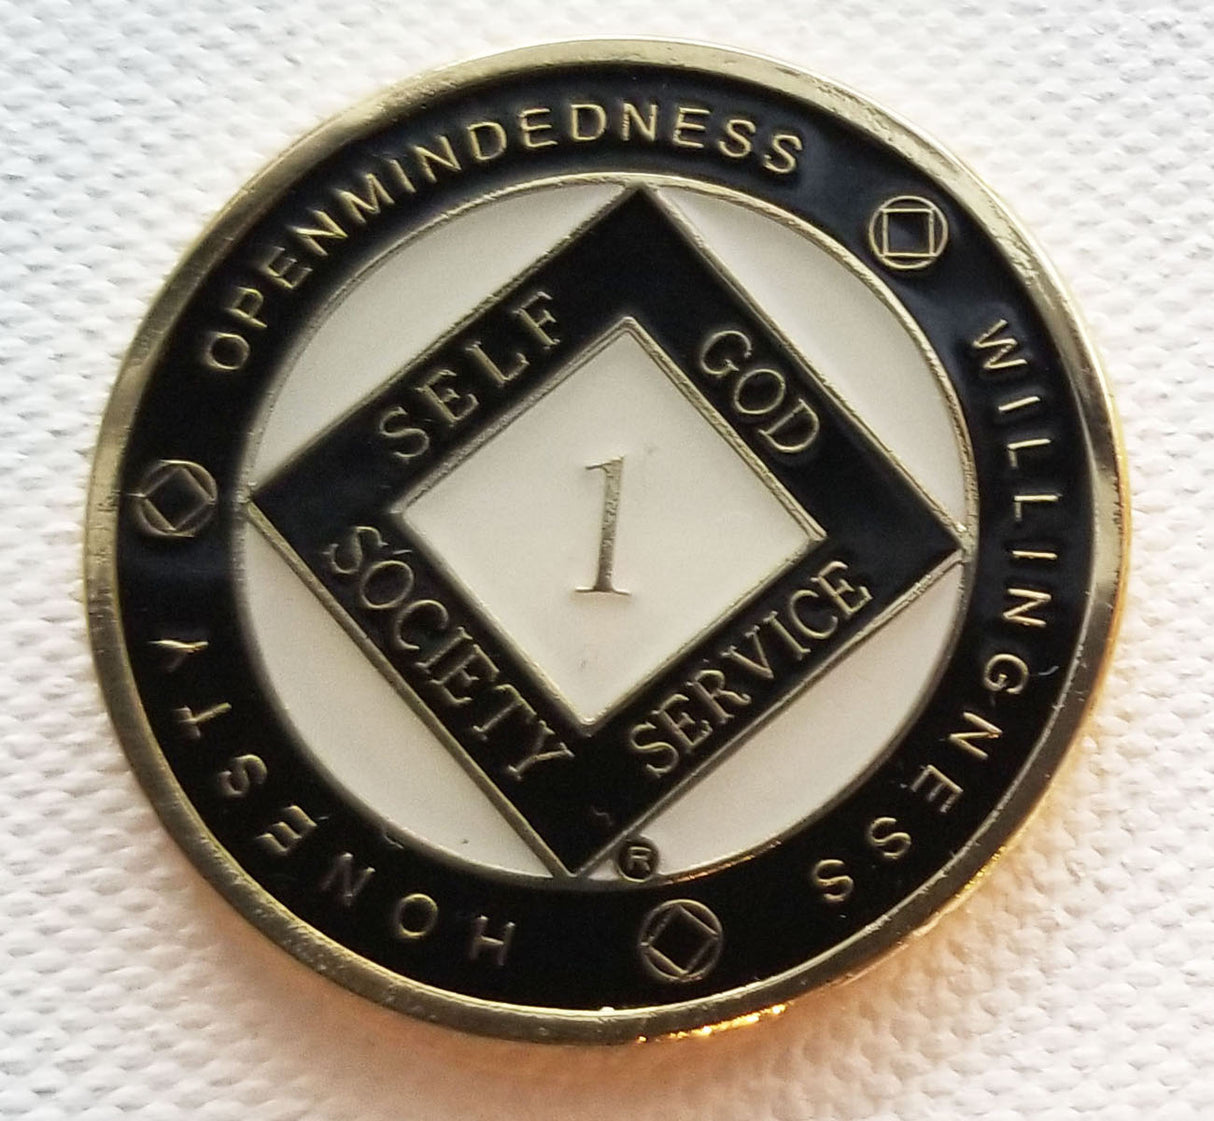 HONESTY
OPENMINDEDNESS
WILLINGNESS
SELF
GOD
SOCIETY
SERVICE
1
®